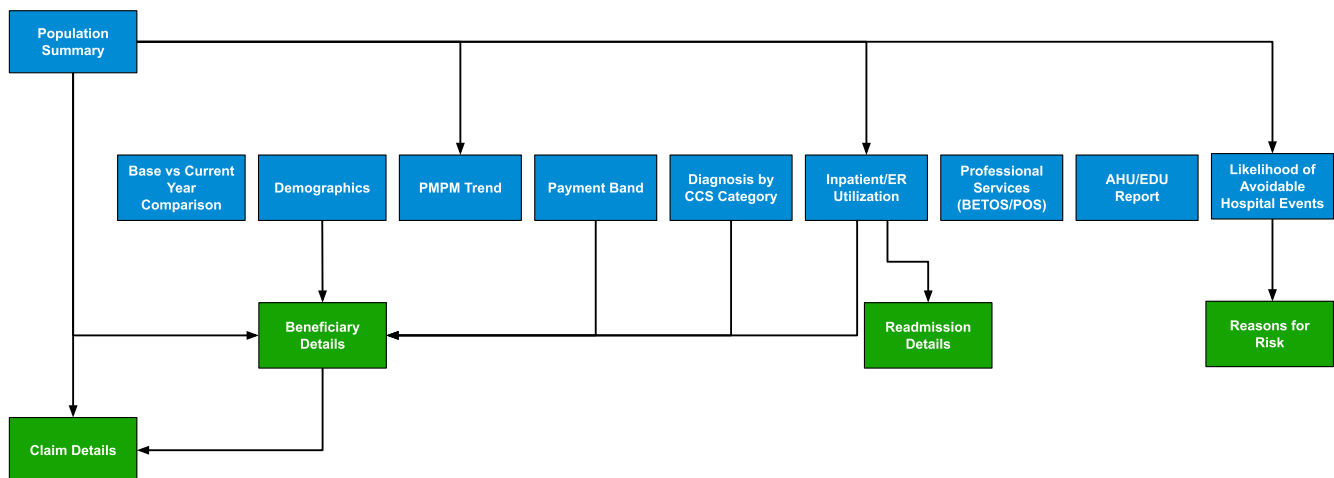 Population
Summary
Base vs Current
Year
Comparison
Demographics
PMPM Trend
Payment Band
Diagnosis by
CCS Category
Inpatient/ER
Utilization
Professional
Services
(BETOS/POS)
AHU/EDU
Report
Likelihood of
Avoidable
Hospital Events
Beneficiary
Details
Readmission
Details
Reasons for
Risk
Claim Details